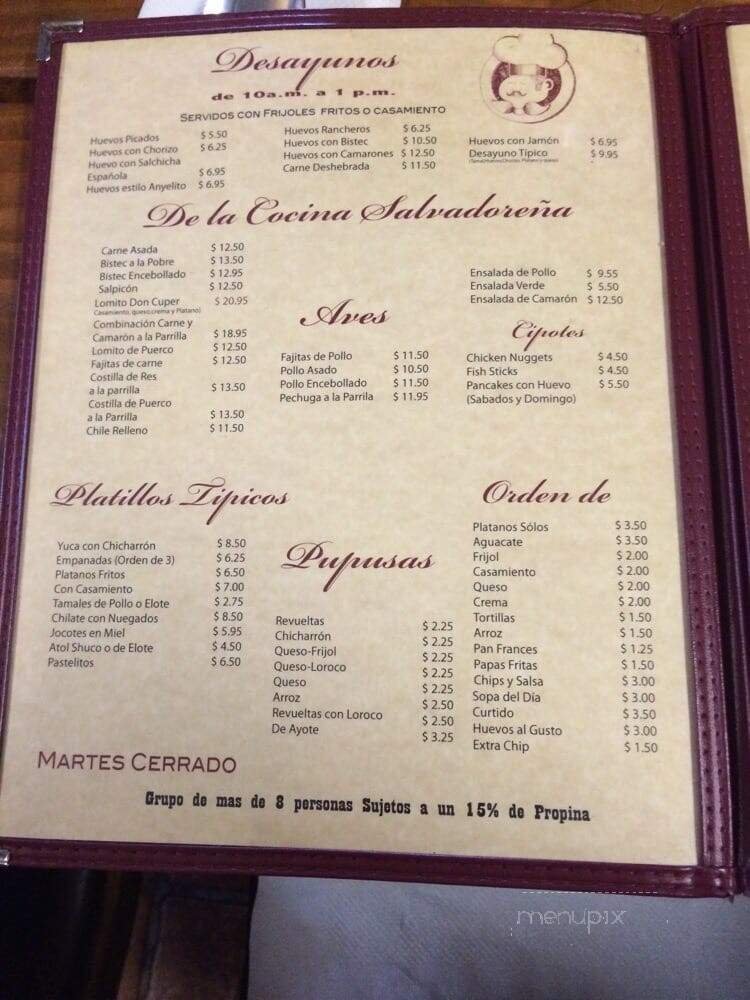 Desayunos
de 10a.m. a 1 p.m.
SERVIDOS CON FRIJOLES FRITOS O CASAMIENTO
Huevos Picados $ 5.50
Huevos con Chorizo $ 6.25
Huevo con Salchicha
Española $ 6.95
Huevos estilo Anyelito $ 6.95
Huevos Rancheros $ 6.25
Huevos con Bistec $ 10.50
Huevos con Camarones $ 12.50
Carne Deshebrada $ 11.50
Huevos con Jamón $ 6.95
Desayuno Tipico $ 9.95
De la Cocina Salvadoreña
Carne Asada $ 12.50
Bistec a la Pobre $ 13.50
Bistec Encebollado $ 12.95
Salpicón $ 12.50
Lomito Don Cuper $ 20.95
Casamiento, queso,crema y Platano)
Combinación Carne y
Camarón a la Parrilla $ 18.95
Lomito de Puerco $ 12.50
Fajitas de carne $ 12.50
Costilla de Res
a la parrilla $ 13.50
Costilla de Puerco
a la Parrilla $ 13.50
Chile Relleno $ 11.50
Aves
Fajitas de Pollo $ 11.50
Pollo Asado $ 10.50
Pollo Encebollado $ 11.50
Pechuga a la Parrila $ 11.95
Ensalada de Pollo $ 9.55
Ensalada Verde $ 5.50
Ensalada de Camarón $ 12.50
Cipotes
Chicken Nuggets $ 4.50
Fish Sticks $ 4.50
Pancakes con Huevo $ 5.50
(Sabados y Domingo)
Platillos Tipicos
Yuca con Chicharrón $ 8.50
Empanadas (Orden de 3) $ 6.25
Platanos Fritos $ 6.50
Con Casamiento $ 7.00
Tamales de Pollo o Elote $ 2.75
Chilate con Nuegados $ 8.50
Jocotes en Miel $ 5.95
Atol Shuco o de Elote $ 4.50
Pastelitos $ 6.50
Pupusas
Revueltas $ 2.25
Chicharrón $ 2.25
Queso-Frijol $ 2.25
Queso-Loroco $ 2.25
Queso $ 2.25
Arroz $ 2.50
Revueltas con Loroco $ 2.50
De Ayote $ 3.25
Orden de
Platanos Sólos $ 3.50
Aguacate $ 3.50
Frijol $ 2.00
Casamiento $ 2.00
Queso $ 2.00
Crema $ 2.00
Tortillas $ 1.50
Arroz $ 1.50
Pan Frances $ 1.25
Papas Fritas $ 1.50
Chips y Salsa $ 3.00
Sopa del Día $ 3.00
Curtido $ 3.50
Huevos al Gusto $ 3.00
Extra Chip $ 1.50
MARTES CERRADO
Grupo de mas de 8 personas Sujetos a un 15% de Propina
menupix